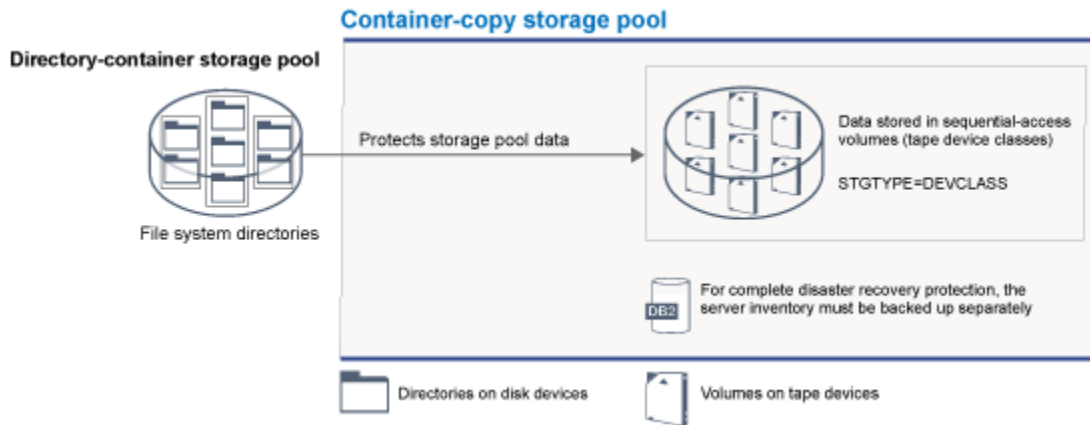 Container-copy storage pool
Directory-container storage pool
Protects storage pool data
Data stored in sequential-access
volumes (tape device classes)
STGTYPE=DEVCLASS
File system directories
DB2
For complete disaster recovery protection, the
server inventory must be backed up separately
Directories on disk devices
Volumes on tape devices